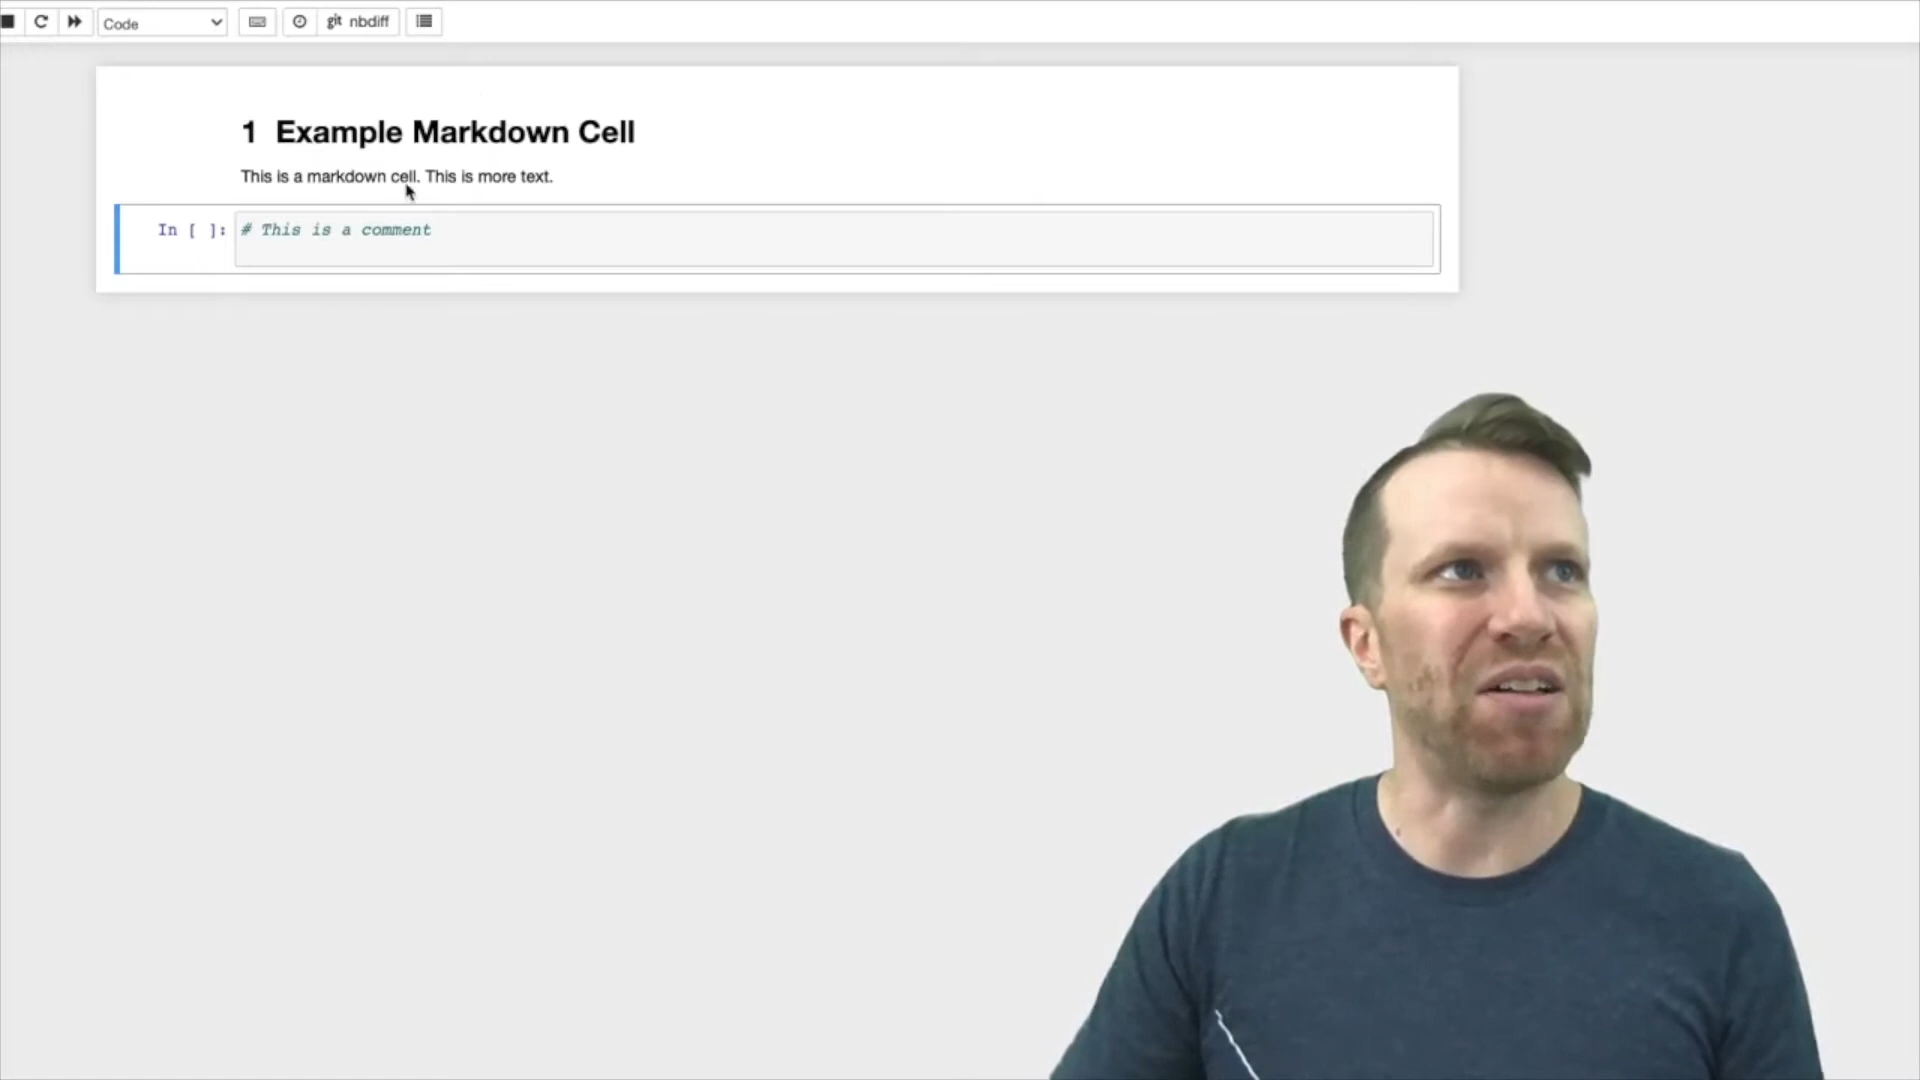 Code
git nbdiff
1 Example Markdown Cell
This is a markdown cell. This is more text.
In [ ]: # This is a comment